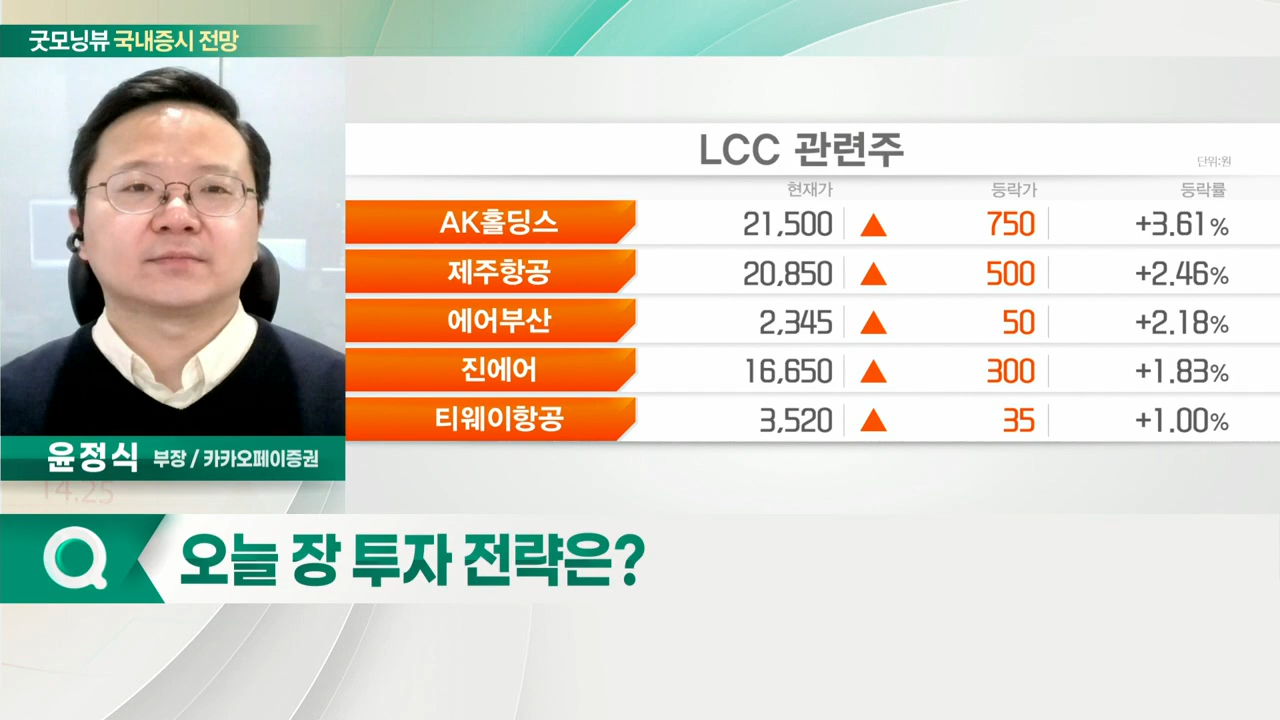 굿모닝뷰 국내증시 전망
LCC 관련주
단위:원
현재가 등락가 등락률
AK홀딩스 21,500 ▲ 750 +3.61%
제주항공 20,850 ▲ 500 +2.46%
에어부산 2,345 ▲ 50 +2.18%
진에어 16,650 ▲ 300 +1.83%
티웨이항공 3,520 ▲ 35 +1.00%
윤정식 부장 / 카카오페이증권
14.25
Q 오늘 장 투자 전략은?